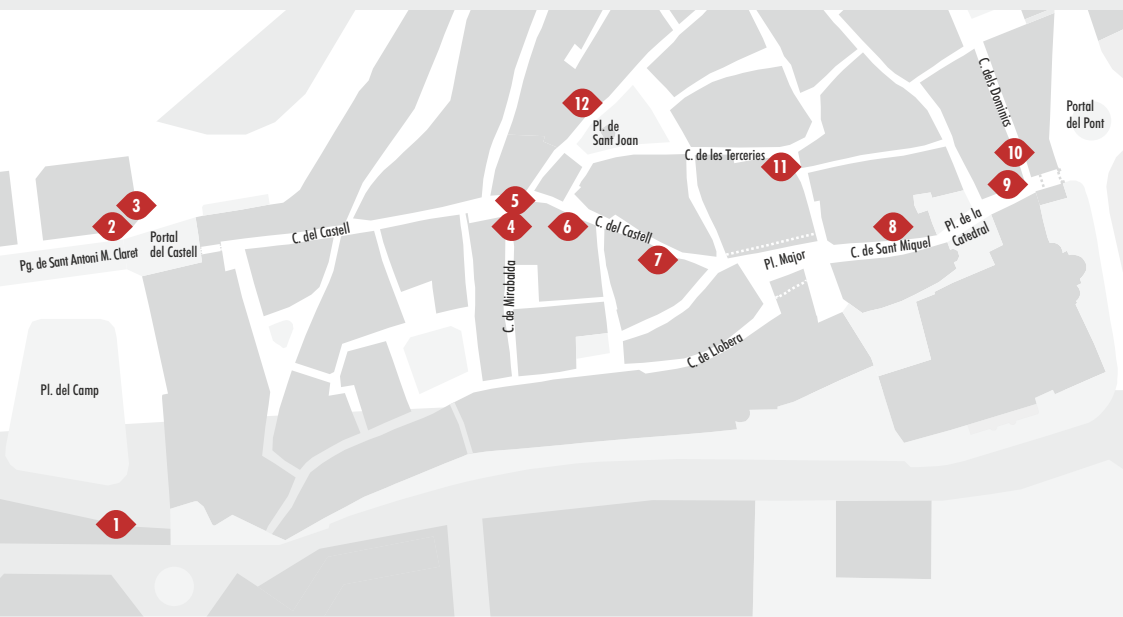 C. dels Dominics
Portal
del Pont
12
Pl. de
Sant Joan
10
C. de les Terceries
11
9
3
5
2
4
6
8
Portal
del Castell
C. del Castell
C. del Castell
Pl. de la
Catedral
Pg. de Sant Antoni M. Claret
7
Pl. Major
C. de Sant Miquel
C. de Mirabalda
C. de Llobera
Pl. del Camp
1